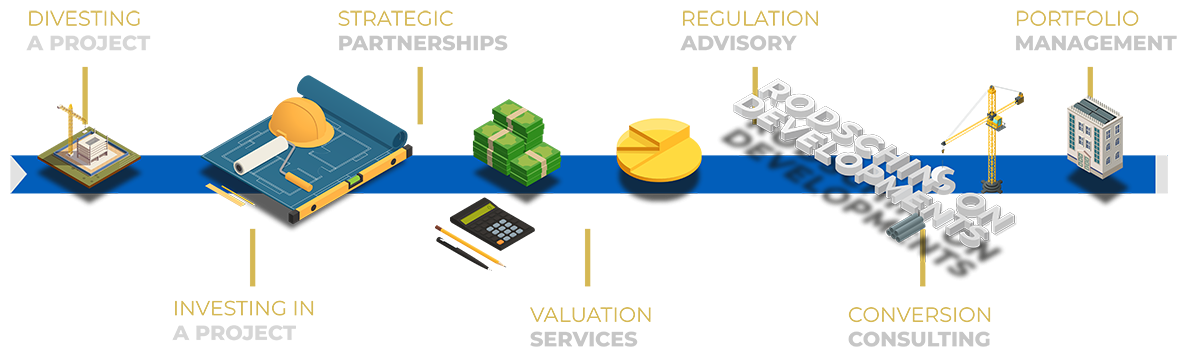 DIVESTING
A PROJECT
STRATEGIC
PARTNERSHIPS
REGULATION
ADVISORY
PORTFOLIO
MANAGEMENT
RODSCHINSON
DEVELOPMENTS
INVESTING IN
A PROJECT
VALUATION
SERVICES
CONVERSION
CONSULTING